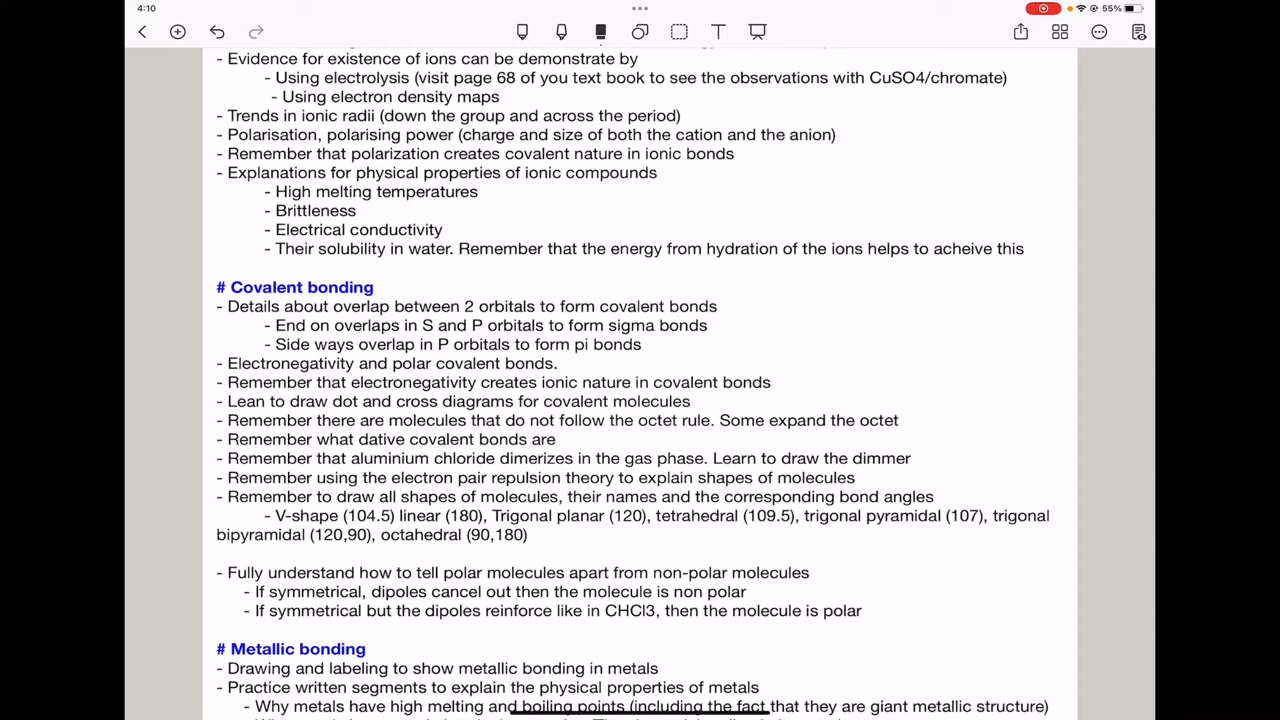 4:10
55%
- Evidence for existence of ions can be demonstrate by
- Using electrolysis (visit page 68 of you text book to see the observations with CuSO4/chromate)
- Using electron density maps
- Trends in ionic radii (down the group and across the period)
- Polarisation, polarising power (charge and size of both the cation and the anion)
- Remember that polarization creates covalent nature in ionic bonds
- Explanations for physical properties of ionic compounds
- High melting temperatures
- Brittleness
- Electrical conductivity
- Their solubility in water. Remember that the energy from hydration of the ions helps to acheive this
# Covalent bonding
- Details about overlap between 2 orbitals to form covalent bonds
- End on overlaps in S and P orbitals to form sigma bonds
- Side ways overlap in P orbitals to form pi bonds
- Electronegativity and polar covalent bonds.
- Remember that electronegativity creates ionic nature in covalent bonds
- Lean to draw dot and cross diagrams for covalent molecules
- Remember there are molecules that do not follow the octet rule. Some expand the octet
- Remember what dative covalent bonds are
- Remember that aluminium chloride dimerizes in the gas phase. Learn to draw the dimmer
- Remember using the electron pair repulsion theory to explain shapes of molecules
- Remember to draw all shapes of molecules, their names and the corresponding bond angles
- V-shape (104.5) linear (180), Trigonal planar (120), tetrahedral (109.5), trigonal pyramidal (107), trigonal
bipyramidal (120,90), octahedral (90,180)
- Fully understand how to tell polar molecules apart from non-polar molecules
- If symmetrical, dipoles cancel out then the molecule is non polar
- If symmetrical but the dipoles reinforce like in CHCl3, then the molecule is polar
# Metallic bonding
- Drawing and labeling to show metallic bonding in metals
- Practice written segments to explain the physical properties of metals
- Why metals have high melting and boiling points (including the fact that they are giant metallic structure)